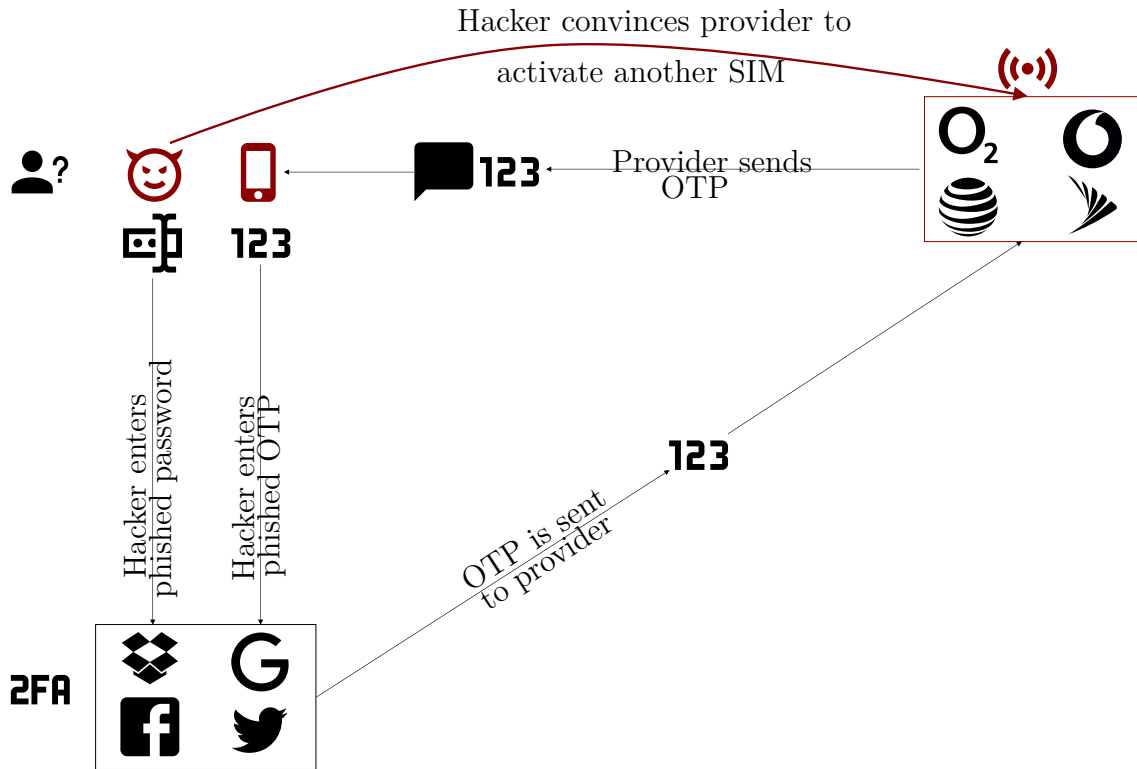 Hacker convinces provider to
activate another SIM
O2
?
123
Provider sends
OTP
123
Hacker enters
phished password
Hacker enters
phished OTP
123
OTP is sent
to provider
2FA
G
f